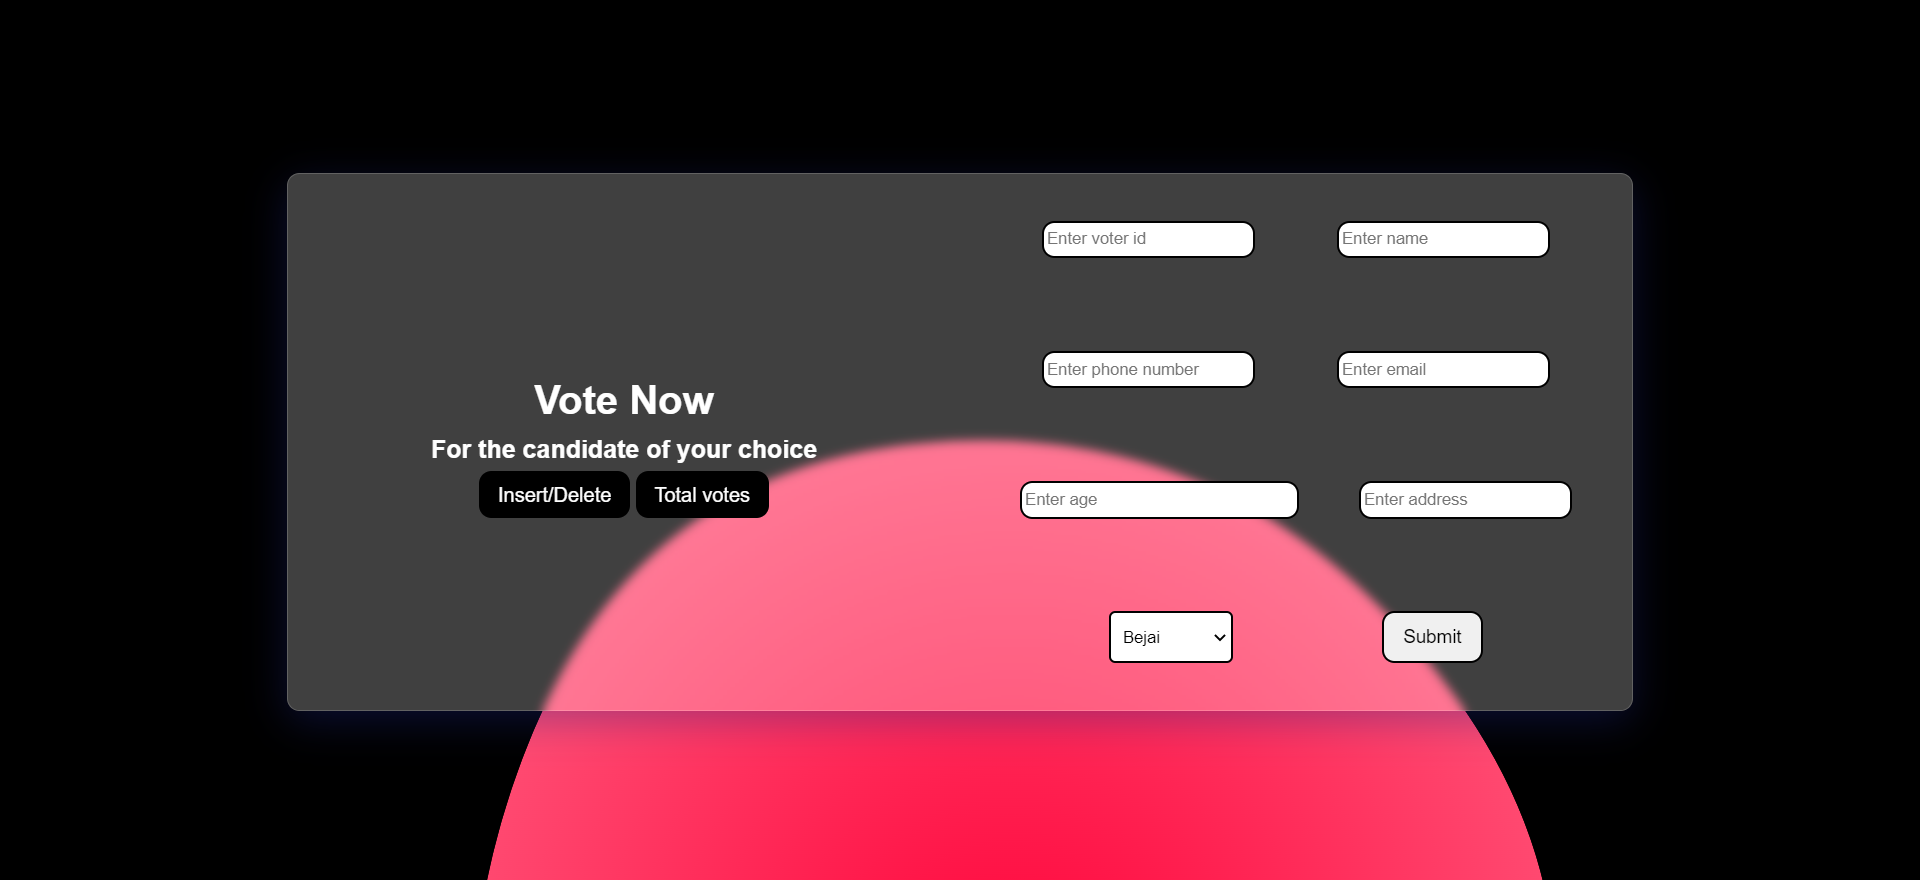 Vote Now
For the candidate of your choice
Insert/Delete Total votes
Enter voter id Enter name
Enter phone number Enter email
Enter age Enter address
Bejai Submit